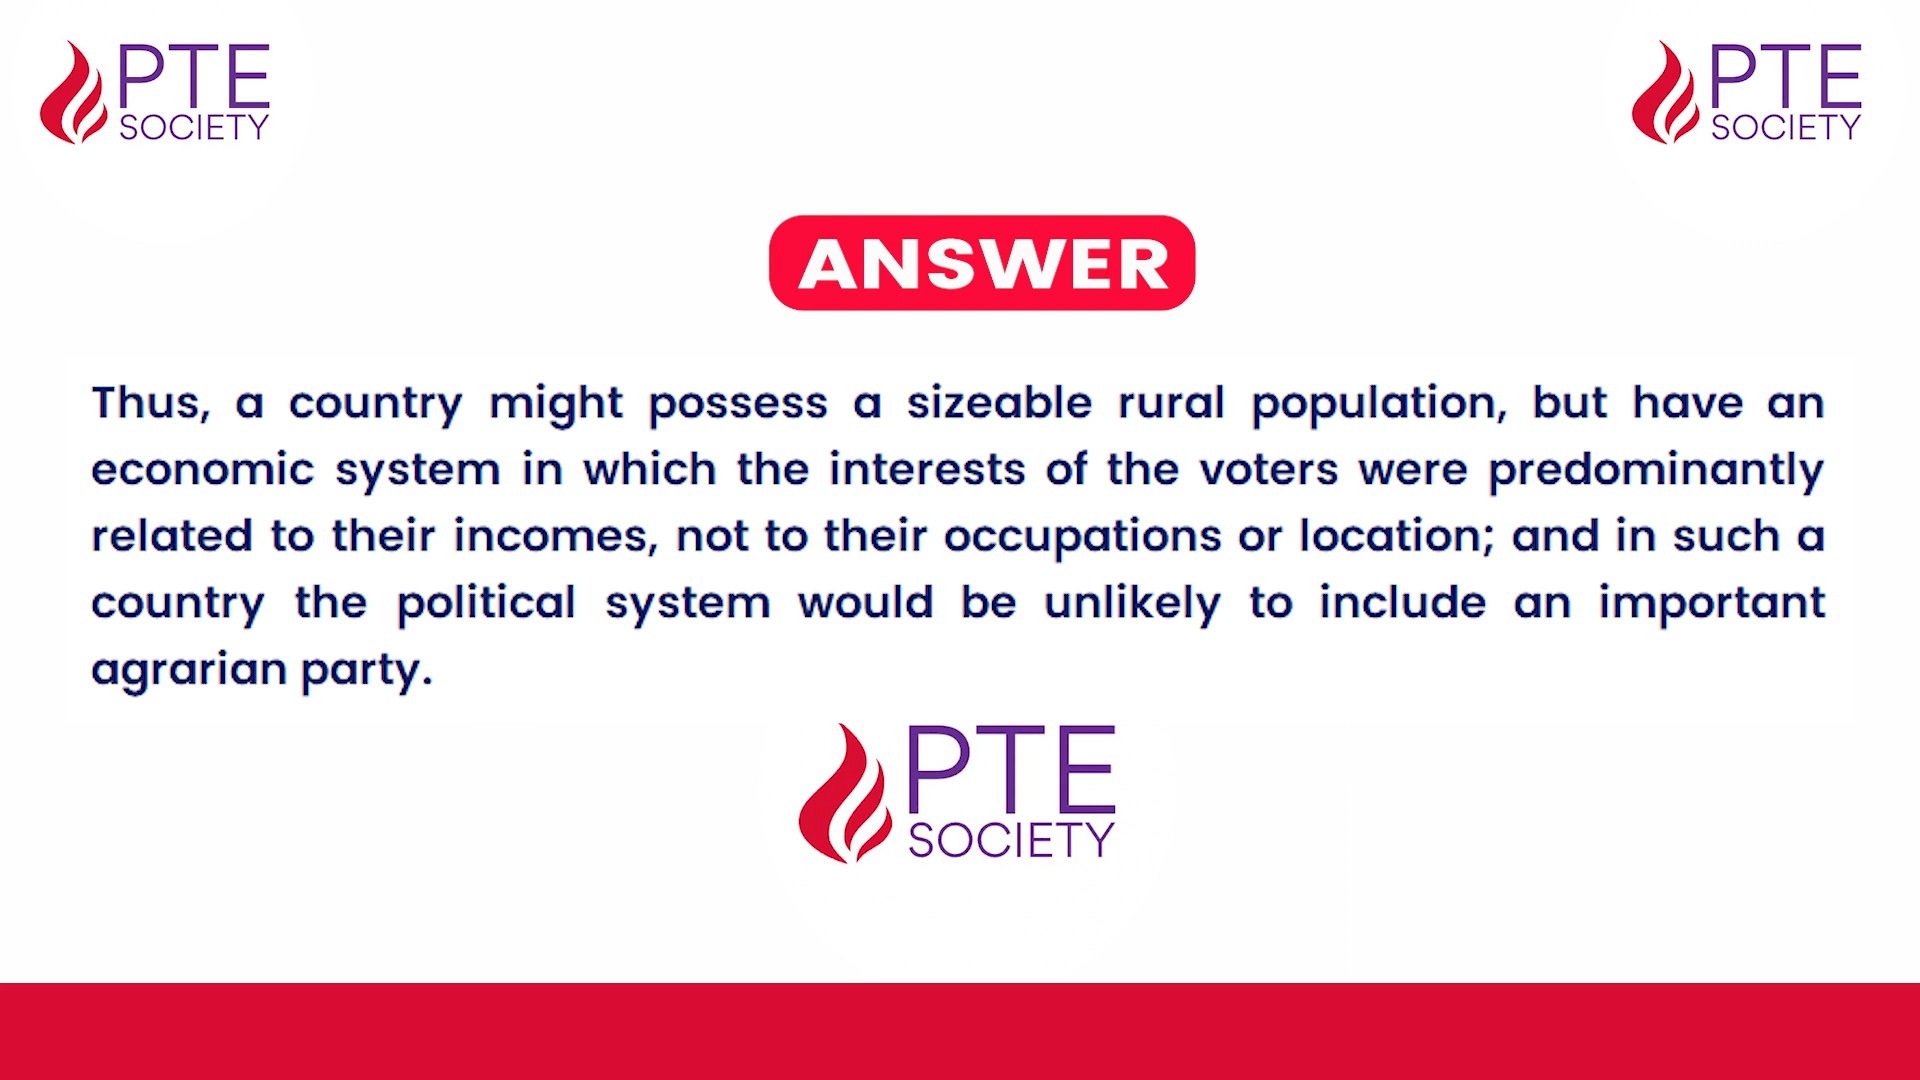 PTE
SOCIETY
PTE
SOCIETY
ANSWER
Thus, a country might possess a sizeable rural population, but have an
economic system in which the interests of the voters were predominantly
related to their incomes, not to their occupations or location; and in such a
country the political system would be unlikely to include an important
agrarian party.
PTE
SOCIETY